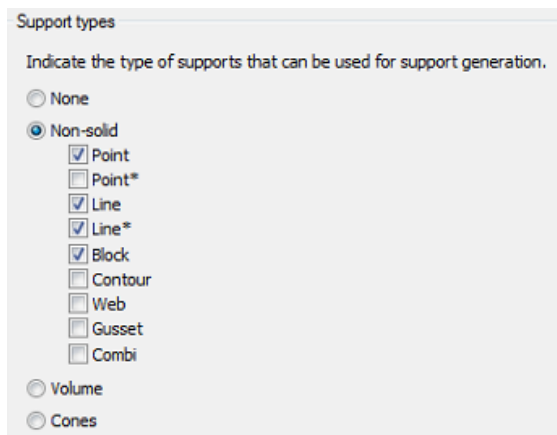 Support types
Indicate the type of supports that can be used for support generation.
None
Non-solid
Point
Point*
Line
Line*
Block
Contour
Web
Gusset
Combi
Volume
Cones